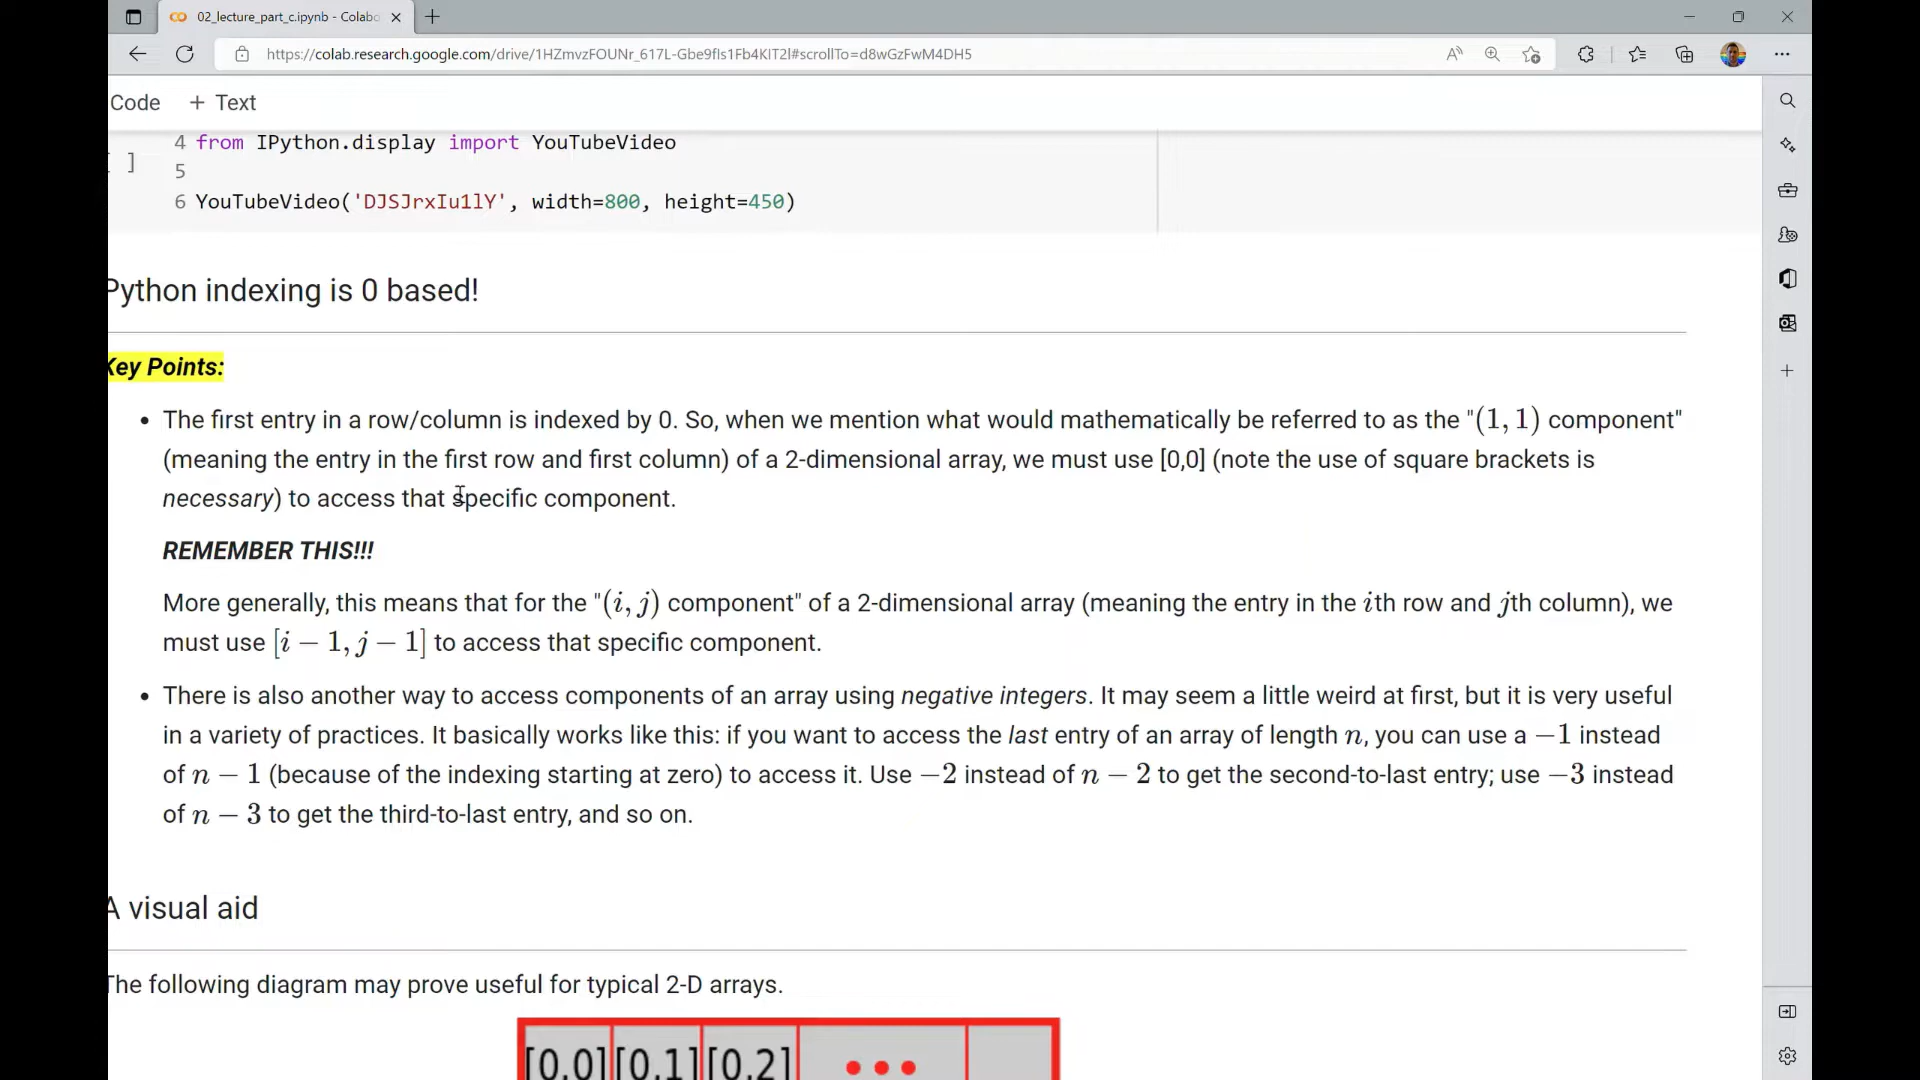 02_lecture_part_c.ipynb - Colabo
https://colab.research.google.com/drive/1HZmvzFOUNr_617L-Gbe9fIs1Fb4KIT2l#scrollTo=d8wGzFwM4DH5
Code + Text
4 from IPython.display import YouTubeVideo
[ ]
5
6 YouTubeVideo('DJSJrxIu1lY', width=800, height=450)
Python indexing is 0 based!
Key Points:
• The first entry in a row/column is indexed by 0. So, when we mention what would mathematically be referred to as the "(1, 1) component"
(meaning the entry in the first row and first column) of a 2-dimensional array, we must use [0,0] (note the use of square brackets is
necessary) to access that specific component.
REMEMBER THIS!!!
More generally, this means that for the "(i, j) component" of a 2-dimensional array (meaning the entry in the ith row and jth column), we
must use [i − 1, j − 1] to access that specific component.
• There is also another way to access components of an array using negative integers. It may seem a little weird at first, but it is very useful
in a variety of practices. It basically works like this: if you want to access the last entry of an array of length n, you can use a −1 instead
of n − 1 (because of the indexing starting at zero) to access it. Use −2 instead of n − 2 to get the second-to-last entry; use −3 instead
of n − 3 to get the third-to-last entry, and so on.
A visual aid
The following diagram may prove useful for typical 2-D arrays.
[0,0] [0,1] [0,2] •••